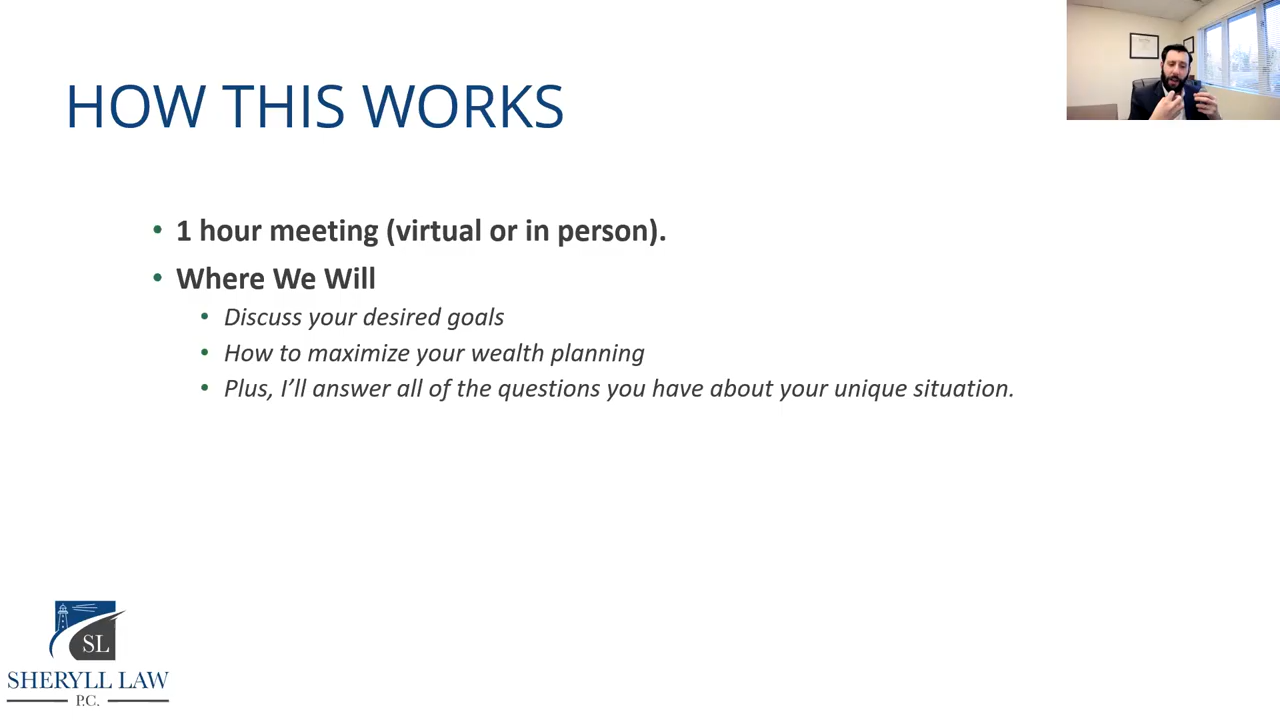 HOW THIS WORKS
• 1 hour meeting (virtual or in person).
• Where We Will
• Discuss your desired goals
• How to maximize your wealth planning
• Plus, I’ll answer all of the questions you have about your unique situation.
SL
SHERYLL LAW
P.C.